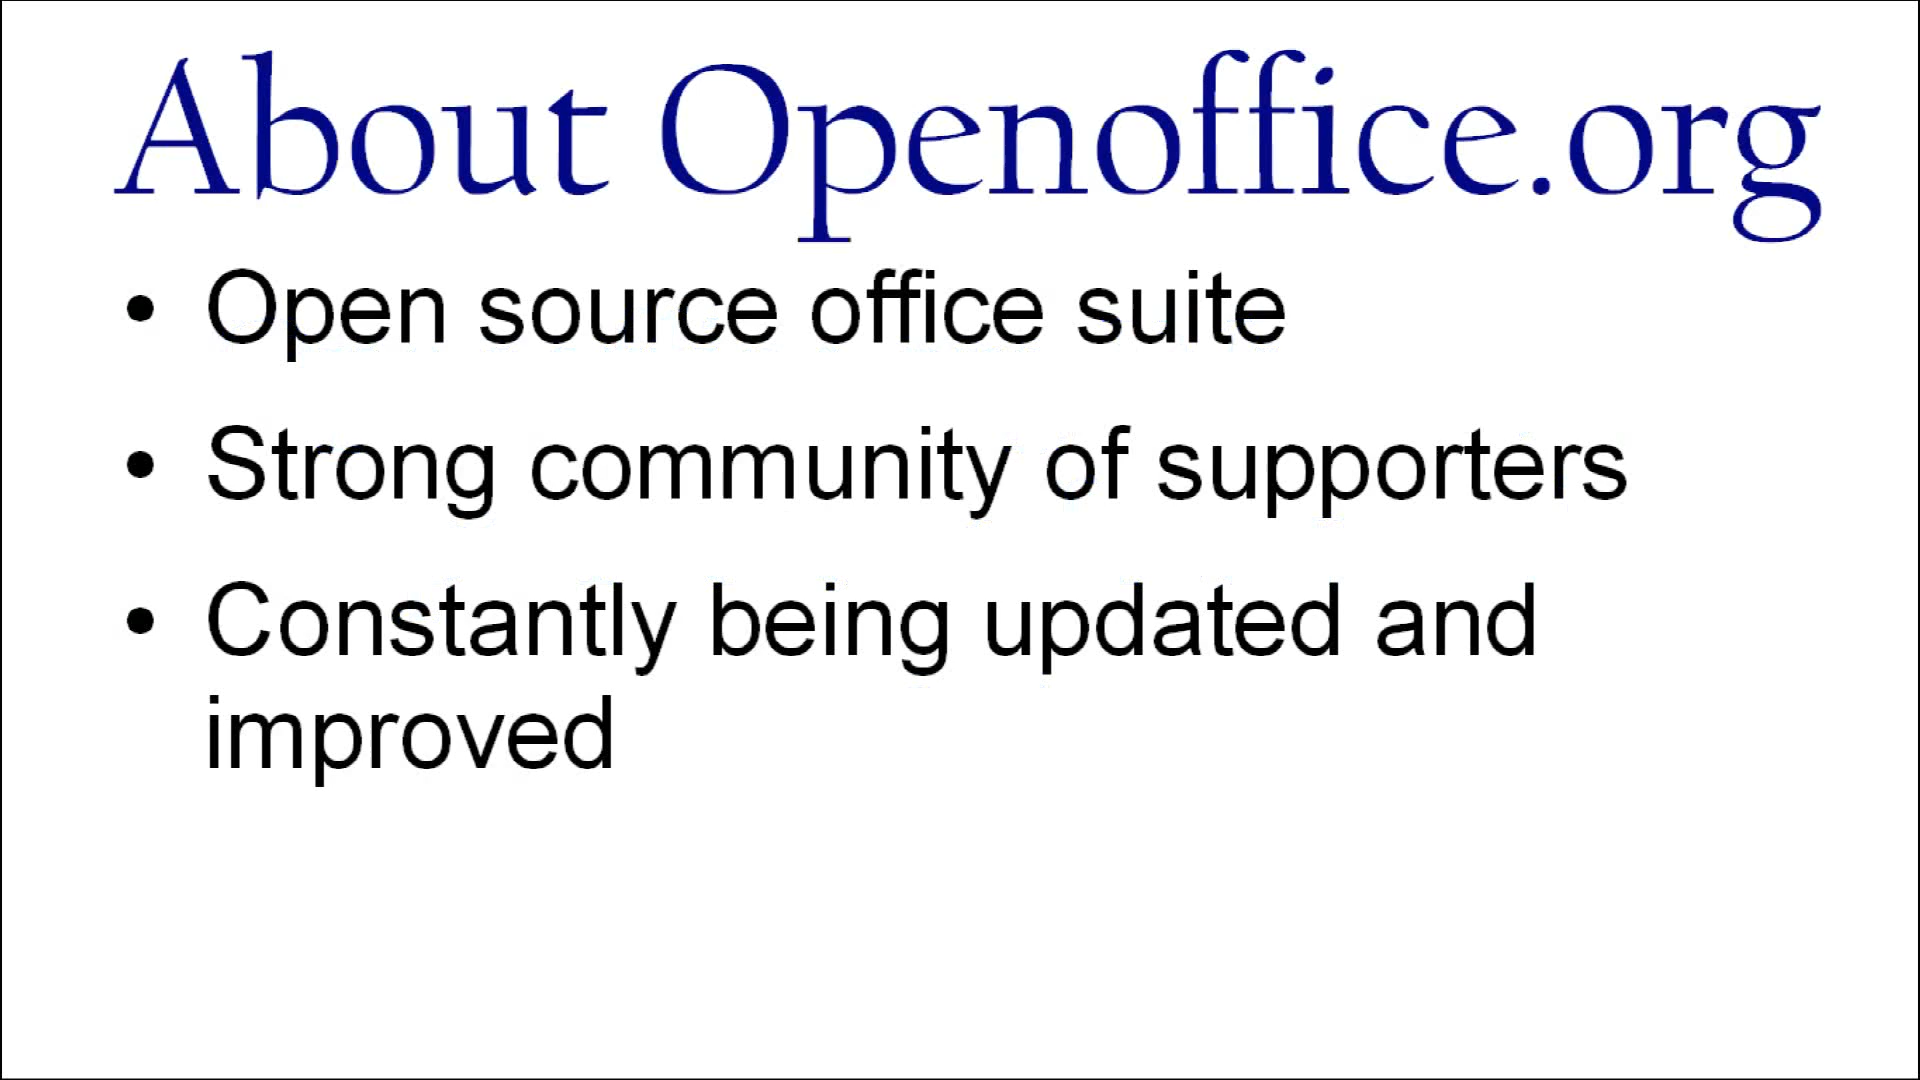 About Openoffice.org
• Open source office suite
• Strong community of supporters
• Constantly being updated and
improved